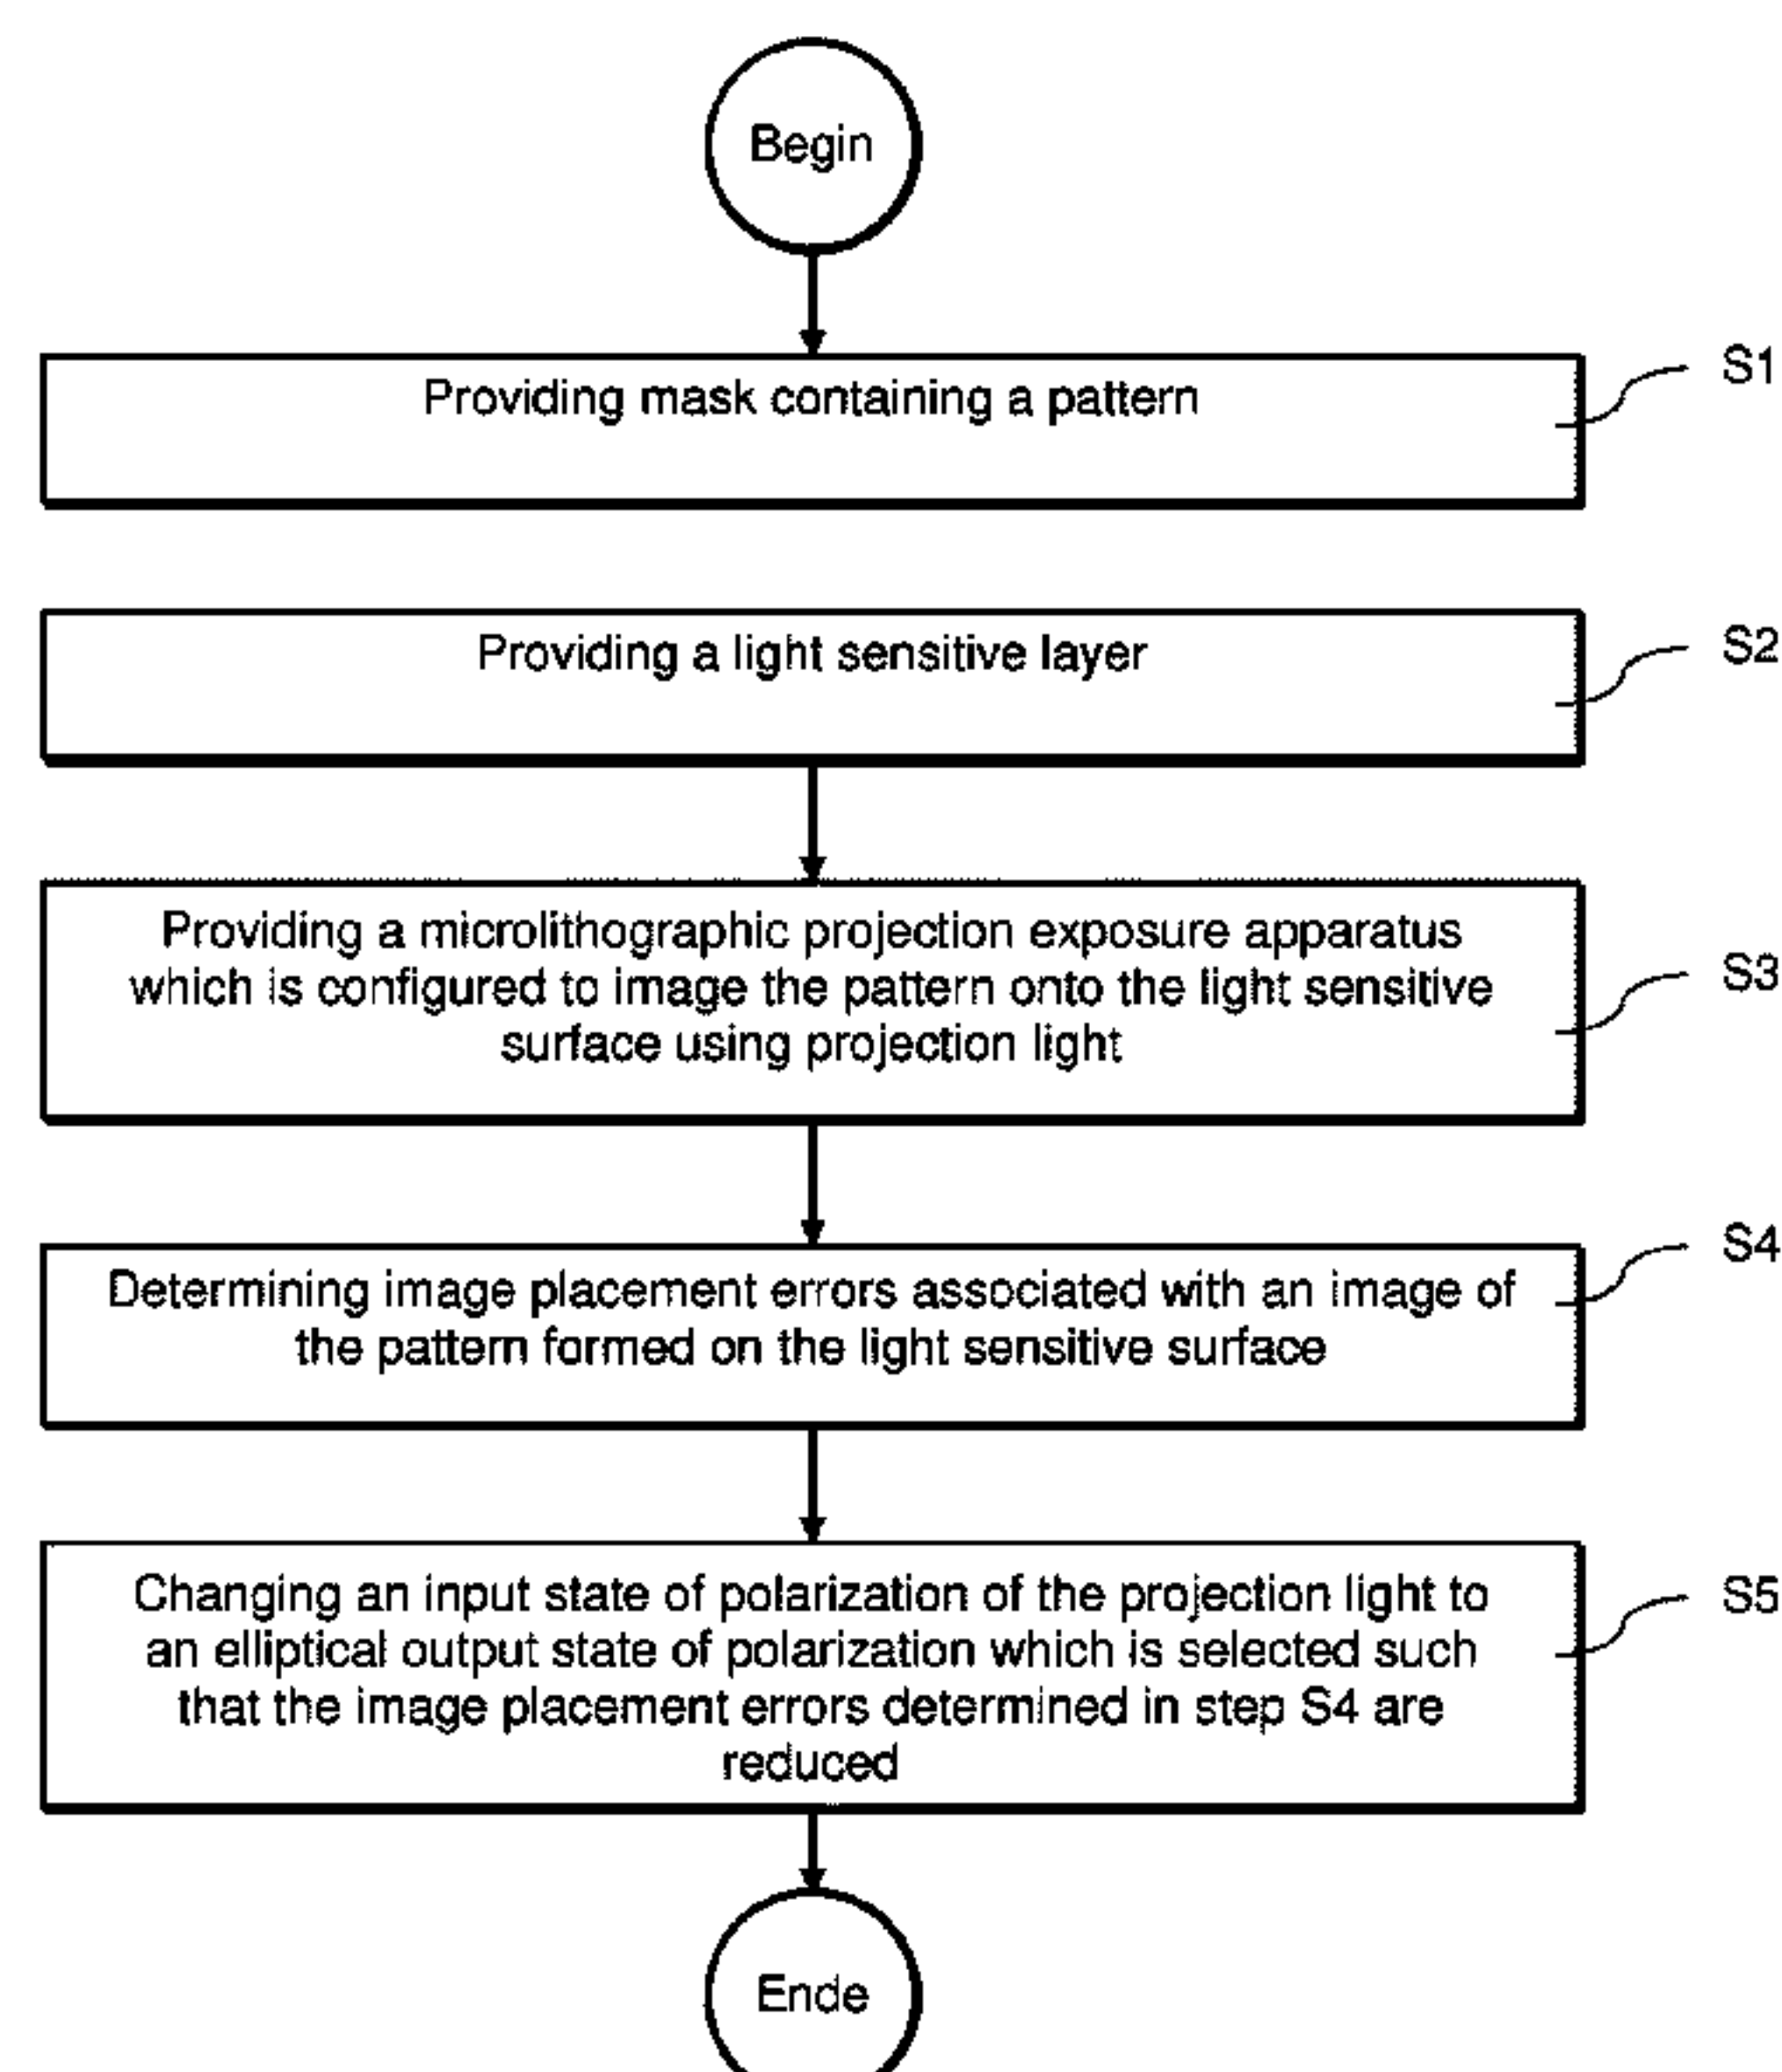 Begin
Providing mask containing a pattern
S1
Providing a light sensitive layer
S2
Providing a microlithographic projection exposure apparatus
which is configured to image the pattern onto the light sensitive
surface using projection light
S3
Determining image placement errors associated with an image of
the pattern formed on the light sensitive surface
S4
Changing an input state of polarization of the projection light to
an elliptical output state of polarization which is selected such
that the image placement errors determined in step S4 are
reduced
S5
Ende